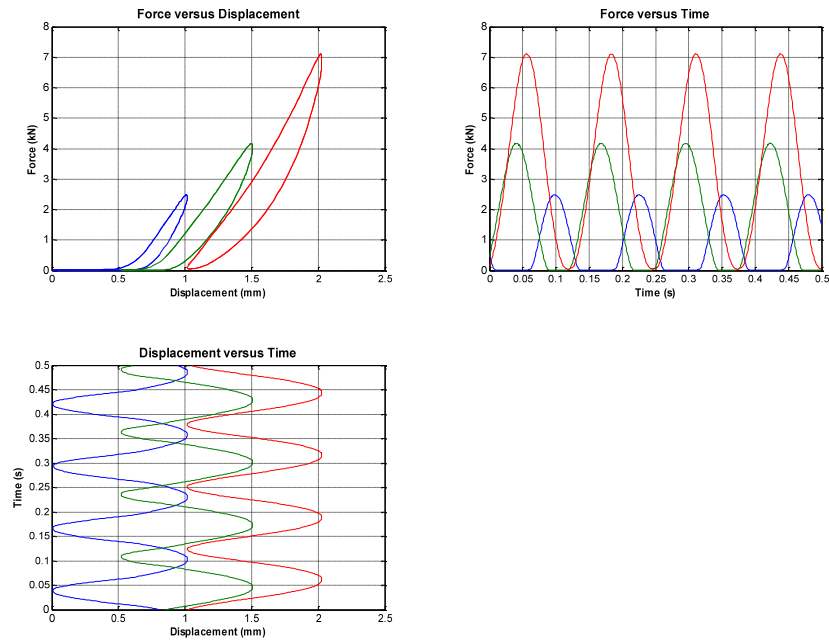 Force versus Displacement
8
7
6
5
4
3
2
1
0
Force (kN)
0.5 1 1.5 2 2.5
Displacement (mm)
Force versus Time
8
7
6
5
4
3
2
1
0
Force (kN)
0 0.05 0.1 0.15 0.2 0.25 0.3 0.35 0.4 0.45 0.5
Time (s)
Displacement versus Time
0.5
0.45
0.4
0.35
0.3
0.25
0.2
0.15
0.1
0.05
0
Time (s)
0 0.5 1 1.5 2 2.5
Displacement (mm)